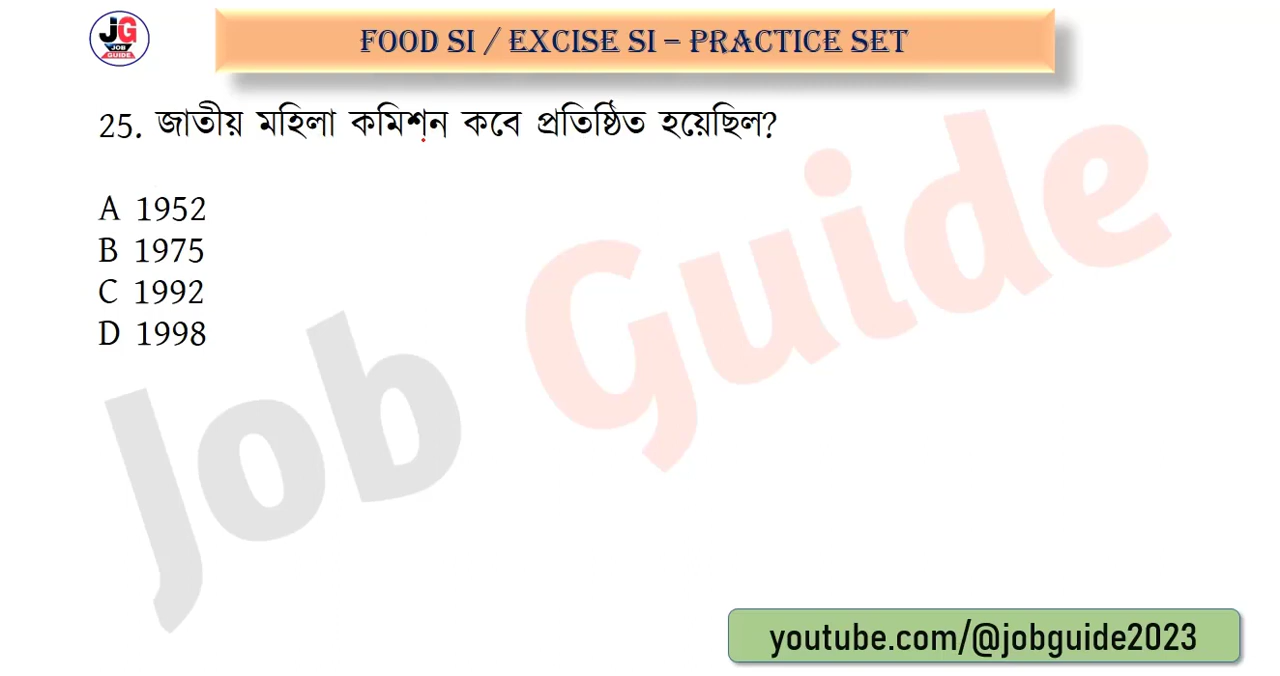 JG
JOB
GUIDE
FOOD SI / EXCISE SI – PRACTICE SET
25. জাতীয় মহিলা কমিশন কবে প্রতিষ্ঠিত হয়েছিল?
A 1952
B 1975
C 1992
D 1998
Job Guide
youtube.com/@jobguide2023